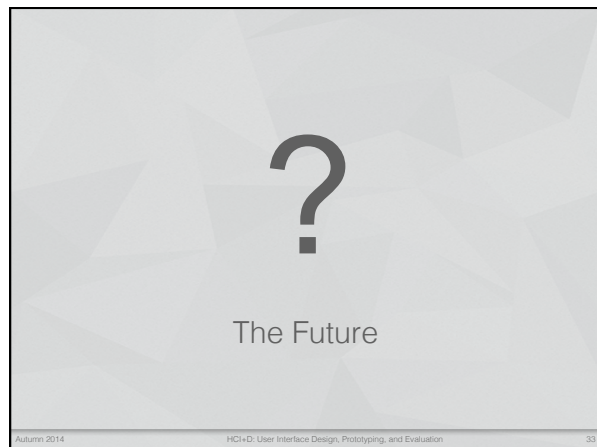 ?
The Future
Autumn 2014 HCI+D: User Interface Design, Prototyping, and Evaluation 33